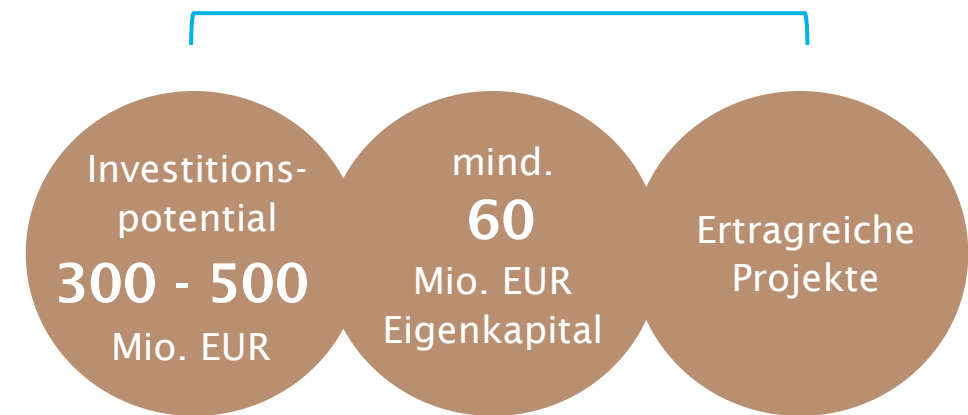 Investitions-
potential
300 - 500
Mio. EUR
mind.
60
Mio. EUR
Eigenkapital
Ertragreiche
Projekte